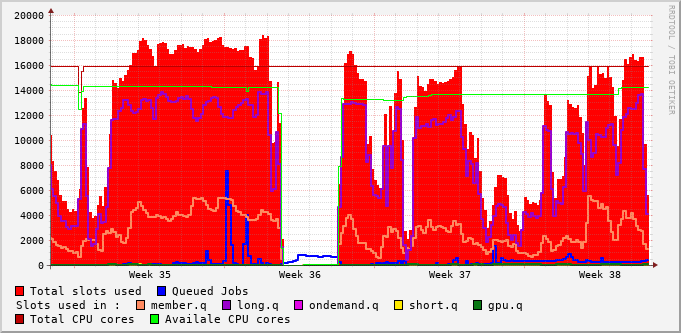 20000
18000
16000
14000
12000
10000
8000
6000
4000
2000
0
Week 35 Week 36 Week 37 Week 38
RRDTOOL / TOBI OETIKER
Total slots used Queued Jobs
Slots used in : member.q long.q ondemand.q short.q gpu.q
Total CPU cores Availale CPU cores